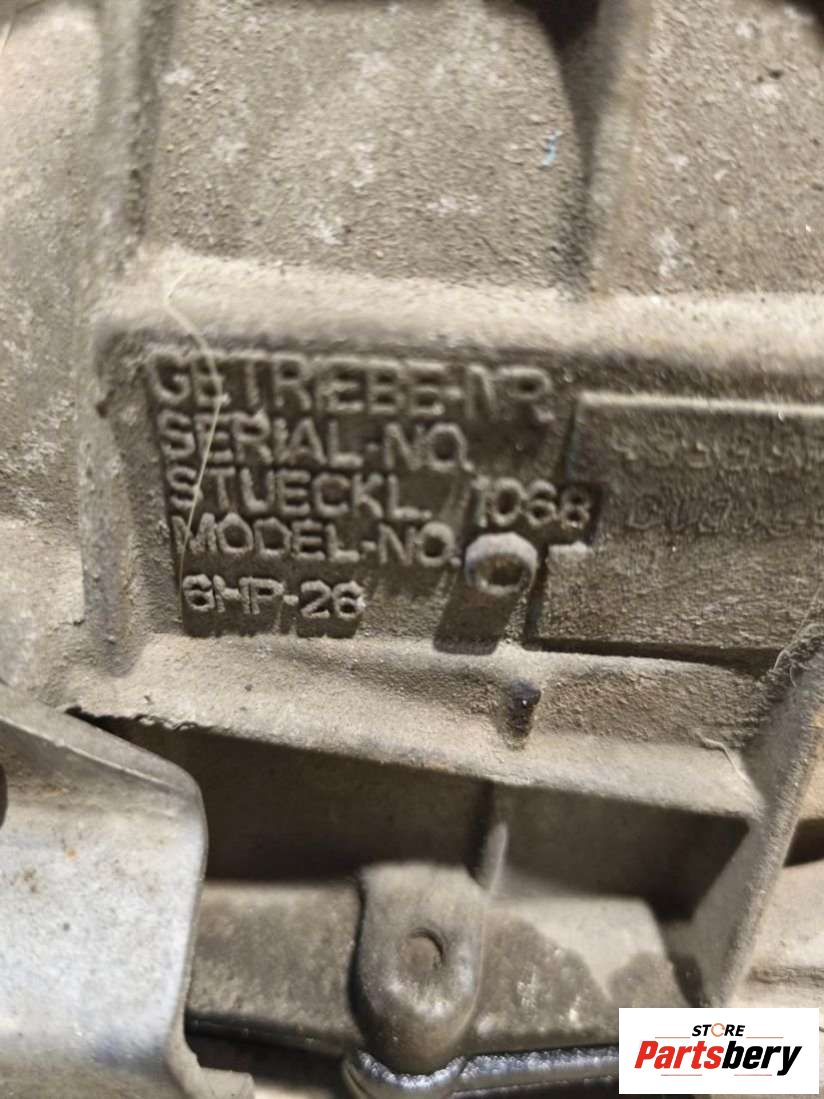 GETRIEBE-NR.
SERIAL-NO.
STUECKL. 1068
MODEL-NO.
6HP-26
STORE
Partsbery